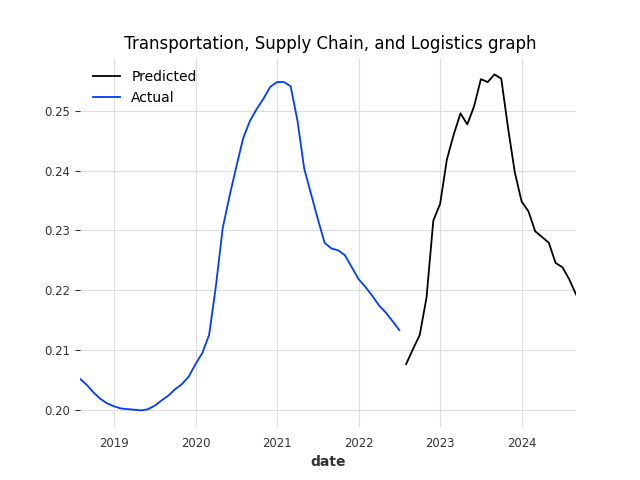 Transportation, Supply Chain, and Logistics graph
Predicted
Actual
0.25
0.24
0.23
0.22
0.21
0.20
2019 2020 2021 2022 2023 2024
date